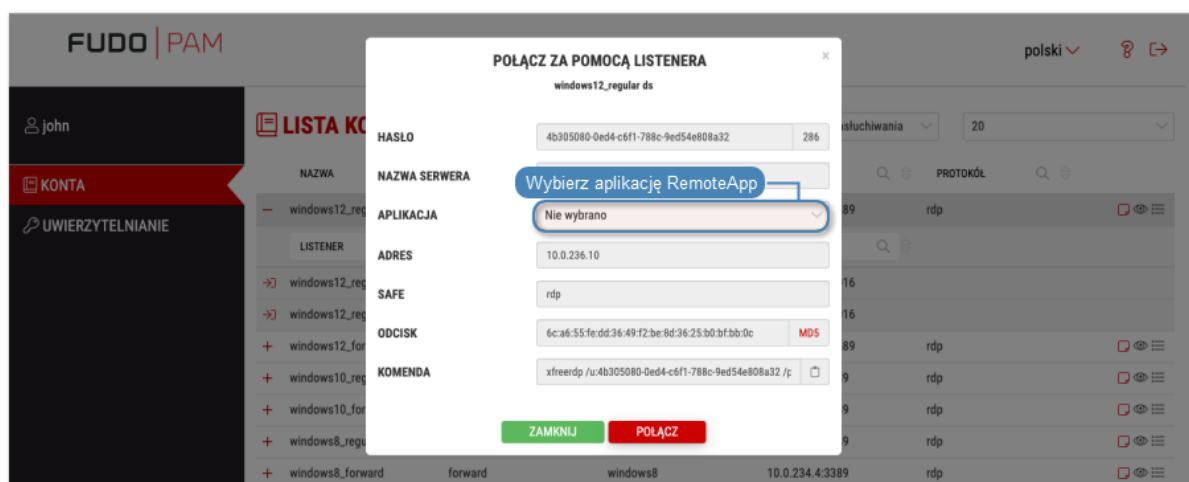 FUDO | PAM
polski
POŁĄCZ ZA POMOCĄ LISTENERA
windows12_regular ds
john
KONTA
UWIERZYTELNIANIE
LISTA KO
20
NAZWA
PROTOKÓŁ
windows12_reg
89
rdp
LISTENER
windows12_reg
16
windows12_reg
16
windows12_for
89
rdp
windows10_reg
9
rdp
windows10_for
9
rdp
windows8_regu
9
rdp
windows8_forward
forward
windows8
10.0.234.4:3389
rdp
HASŁO
4b305080-0ed4-c6f1-788c-9ed54e808a32
286
NAZWA SERWERA
Wybierz aplikację RemoteApp
APLIKACJA
Nie wybrano
ADRES
10.0.236.10
SAFE
rdp
ODCISK
6c:a6:55:fe:dd:36:49:f2:be:8d:36:25:b0:bf:bb:0c
MD5
KOMENDA
xfreerdp /u:4b305080-0ed4-c6f1-788c-9ed54e808a32 /p
ZAMKNIJ
POŁĄCZ